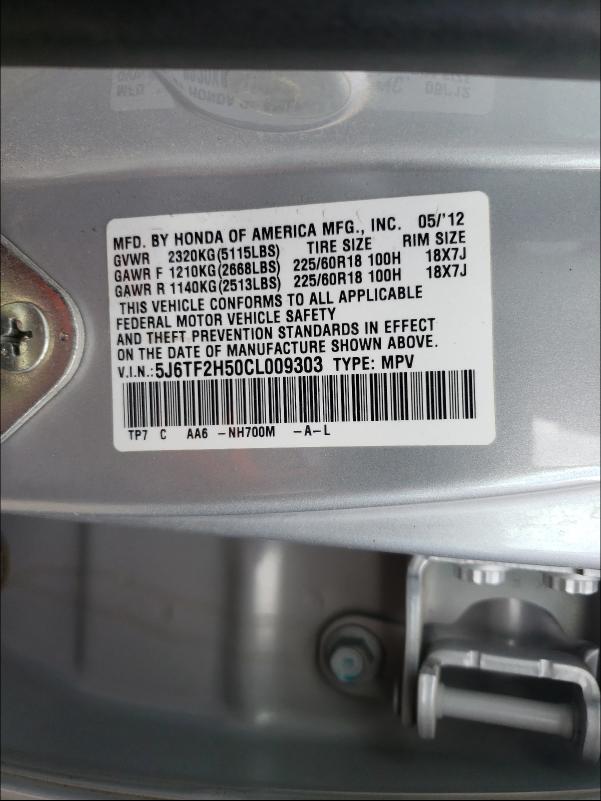 MFD. BY HONDA OF AMERICA MFG., INC. 05/'12
GVWR 2320KG(5115LBS) TIRE SIZE RIM SIZE
GAWR F 1210KG(2668LBS) 225/60R18 100H 18X7J
GAWR R 1140KG(2513LBS) 225/60R18 100H 18X7J
THIS VEHICLE CONFORMS TO ALL APPLICABLE
FEDERAL MOTOR VEHICLE SAFETY
AND THEFT PREVENTION STANDARDS IN EFFECT
ON THE DATE OF MANUFACTURE SHOWN ABOVE.
V.I.N.:5J6TF2H50CL009303 TYPE: MPV
TP7 C AA6 -NH700M -A-L